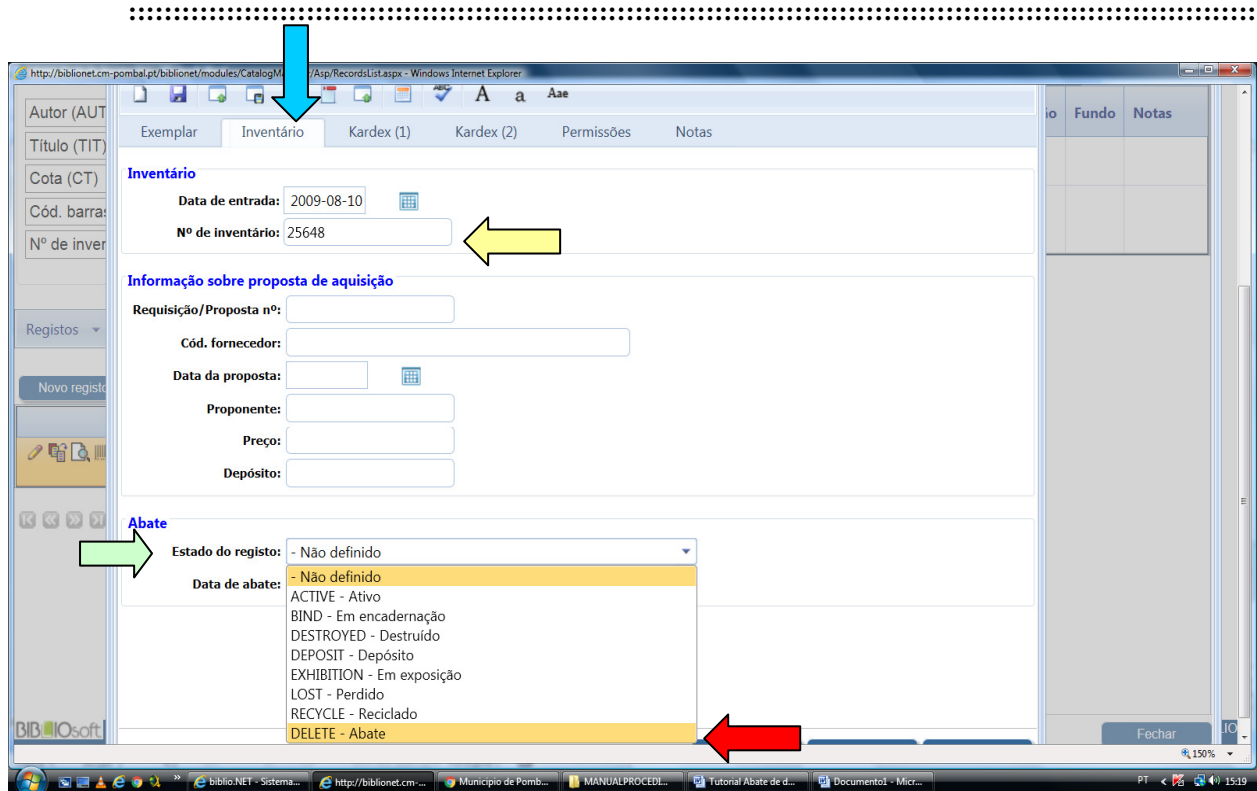 http://biblionet.cm-pombal.pt/biblionet/modules/CatalogM /Asp/RecordsList.aspx - Windows Internet Explorer
ABC A a Aae
Autor (AUT
Título (TIT)
Cota (CT)
Cód. barras
Nº de inver
Exemplar Inventário Kardex (1) Kardex (2) Permissões Notas
io Fundo Notas
Inventário
Data de entrada: 2009-08-10
Nº de inventário: 25648
Informação sobre proposta de aquisição
Requisição/Proposta nº:
Cód. fornecedor:
Data da proposta:
Proponente:
Preço:
Depósito:
Registos
Novo registo
Abate
Estado do registo: - Não definido
Data de abate:
- Não definido
ACTIVE - Ativo
BIND - Em encadernação
DESTROYED - Destruído
DEPOSIT - Depósito
EXHIBITION - Em exposição
LOST - Perdido
RECYCLE - Reciclado
DELETE - Abate
BIBLIOsoft
Fechar
IO
150%
biblio.NET - Sistema... http://biblionet.cm-... Municipio de Pomb... MANUALPROCEDI... Tutorial Abate de d... Documento1 - Micr... PT 15:19